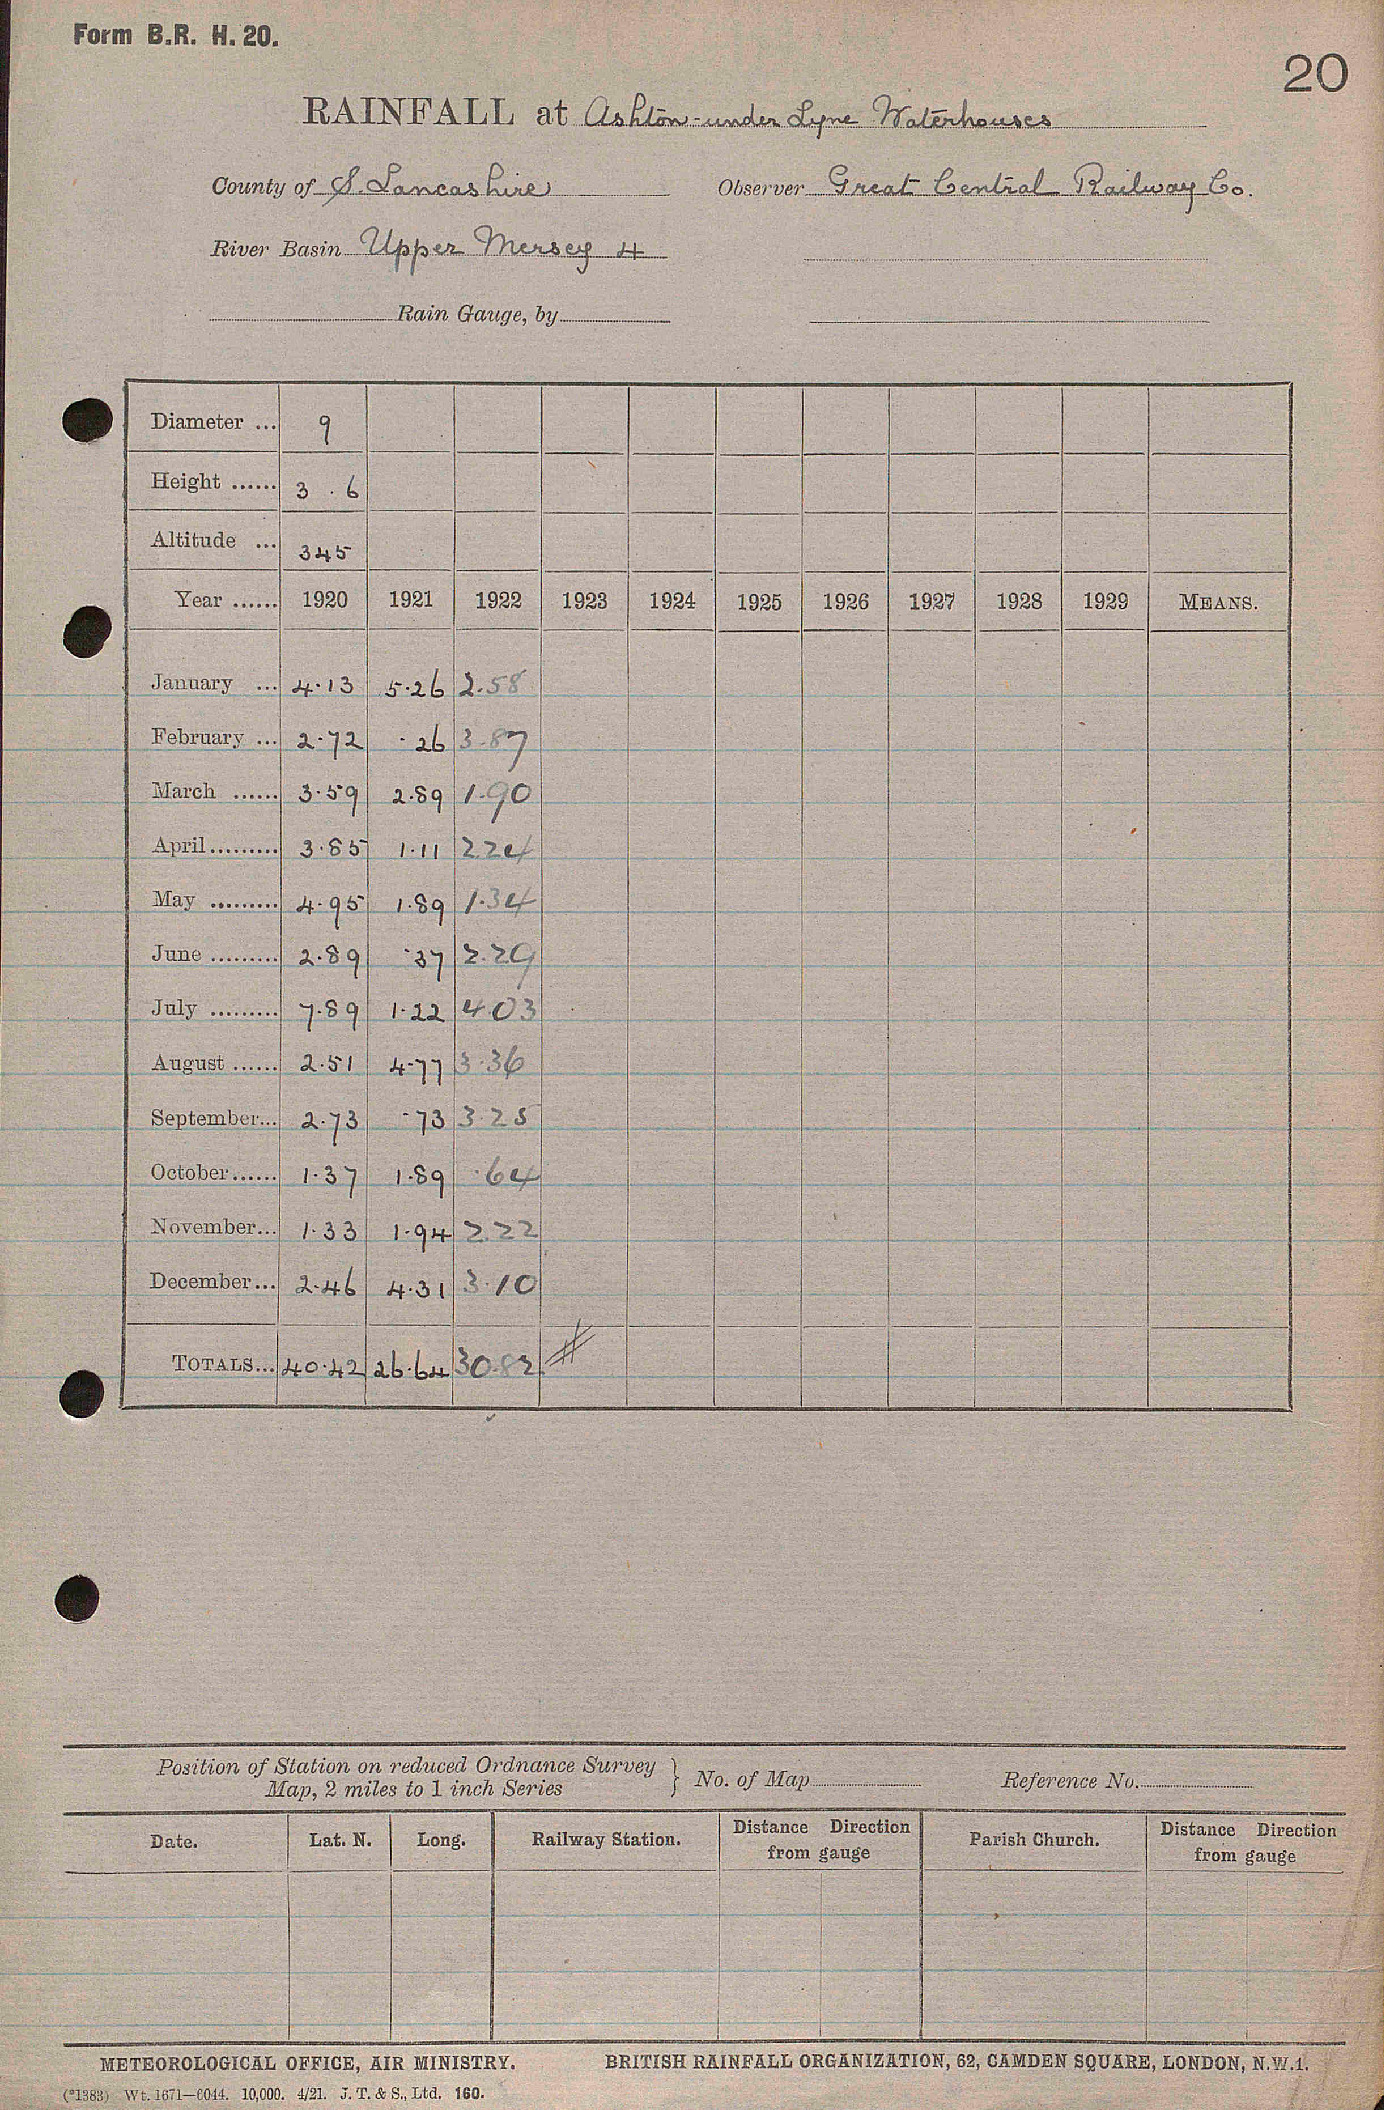 Form B.R. H. 20.
20
RAINFALL at Ashton-under Lyne Waterhouses
County of S. Lancashire Observer Great Central Railway Co.
River Basin Upper Mersey 4
Rain Gauge, by
Diameter ... 9
Height ...... 3 . 6
Altitude ... 345
Year ...... 1920 1921 1922 1923 1924 1925 1926 1927 1928 1929 MEANS.
January ... 4·13 5·26 2.58
February ... 2·72 ·26 3.87
March ...... 3·59 2·89 1.90
April ......... 3·85 1·11 2.24
May ......... 4·95 1·89 1.34
June ......... 2·89 ·37 2.29
July ......... 7·89 1·22 4.03
August ...... 2·51 4·77 3.36
September... 2·73 ·73 3.25
October...... 1·37 1·89 ·64
November... 1·33 1·94 2.22
December... 2·46 4·31 3·10
TOTALS... 40·42 26·64 30.82
Position of Station on reduced Ordnance Survey
Map, 2 miles to 1 inch Series } No. of Map Reference No.
Date. Lat. N. Long. Railway Station. Distance Direction from gauge Parish Church. Distance Direction from gauge
METEOROLOGICAL OFFICE, AIR MINISTRY. BRITISH RAINFALL ORGANIZATION, 62, CAMDEN SQUARE, LONDON, N.W.1.
(*1383) Wt. 1671—6044. 10,000. 4/21. J. T. & S., Ltd. 160.